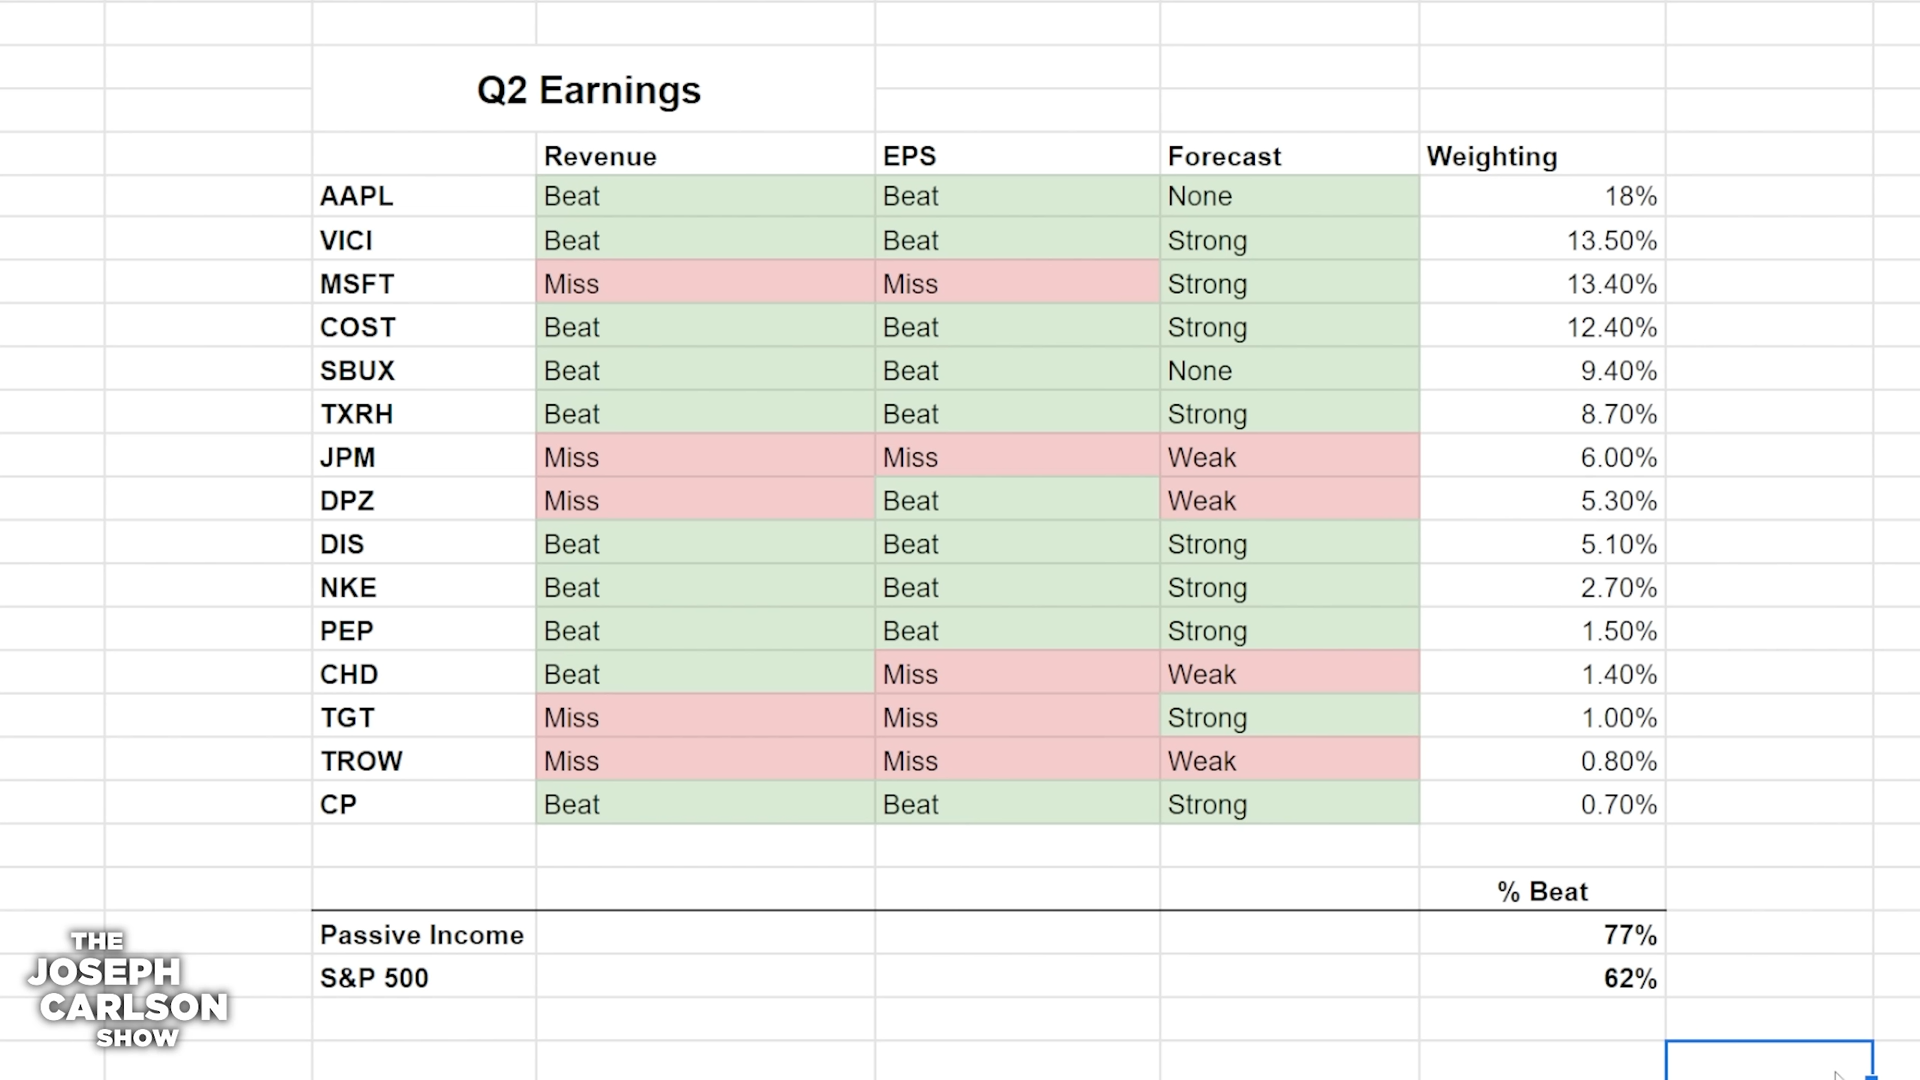 Q2 Earnings
Revenue EPS Forecast Weighting
AAPL Beat Beat None 18%
VICI Beat Beat Strong 13.50%
MSFT Miss Miss Strong 13.40%
COST Beat Beat Strong 12.40%
SBUX Beat Beat None 9.40%
TXRH Beat Beat Strong 8.70%
JPM Miss Miss Weak 6.00%
DPZ Miss Beat Weak 5.30%
DIS Beat Beat Strong 5.10%
NKE Beat Beat Strong 2.70%
PEP Beat Beat Strong 1.50%
CHD Beat Miss Weak 1.40%
TGT Miss Miss Strong 1.00%
TROW Miss Miss Weak 0.80%
CP Beat Beat Strong 0.70%
% Beat
Passive Income 77%
S&P 500 62%
THE
JOSEPH
CARLSON
SHOW